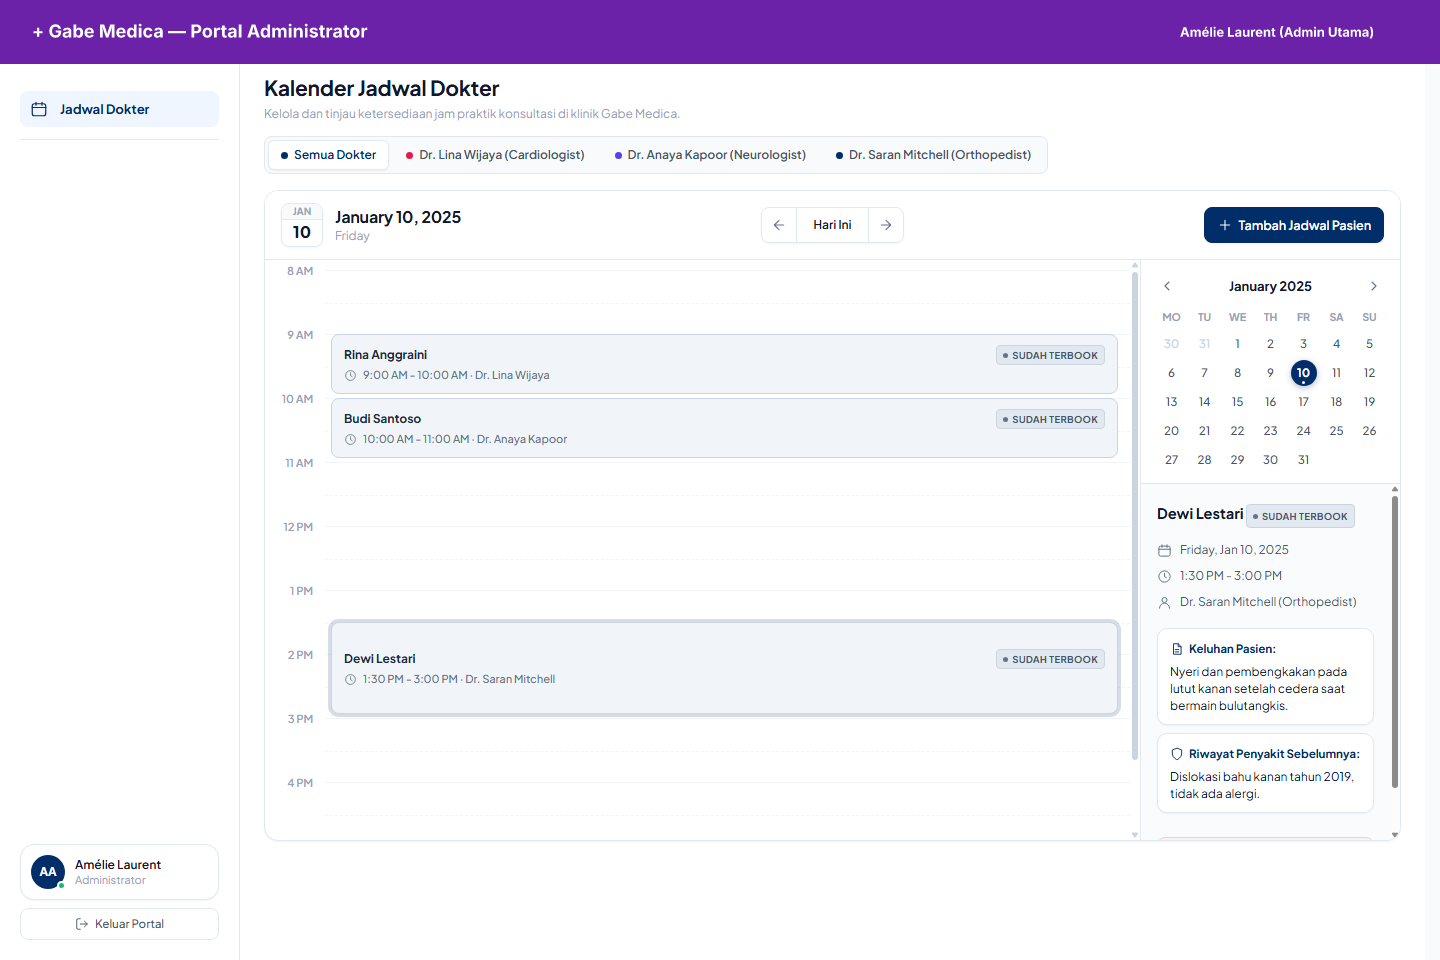 + Gabe Medica — Portal Administrator
Amélie Laurent (Admin Utama)
Jadwal Dokter
Kalender Jadwal Dokter
Kelola dan tinjau ketersediaan jam praktik konsultasi di klinik Gabe Medica.
Semua Dokter
Dr. Lina Wijaya (Cardiologist)
Dr. Anaya Kapoor (Neurologist)
Dr. Saran Mitchell (Orthopedist)
JAN
10
January 10, 2025
Friday
Hari Ini
+ Tambah Jadwal Pasien
8 AM
9 AM
Rina Anggraini
SUDAH TERBOOK
9:00 AM - 10:00 AM · Dr. Lina Wijaya
10 AM
Budi Santoso
SUDAH TERBOOK
10:00 AM - 11:00 AM · Dr. Anaya Kapoor
11 AM
12 PM
1 PM
2 PM
Dewi Lestari
SUDAH TERBOOK
1:30 PM - 3:00 PM · Dr. Saran Mitchell
3 PM
4 PM
January 2025
MO TU WE TH FR SA SU
30 31 1 2 3 4 5
6 7 8 9 10 11 12
13 14 15 16 17 18 19
20 21 22 23 24 25 26
27 28 29 30 31
Dewi Lestari SUDAH TERBOOK
Friday, Jan 10, 2025
1:30 PM - 3:00 PM
Dr. Saran Mitchell (Orthopedist)
Keluhan Pasien:
Nyeri dan pembengkakan pada
lutut kanan setelah cedera saat
bermain bulutangkis.
Riwayat Penyakit Sebelumnya:
Dislokasi bahu kanan tahun 2019,
tidak ada alergi.
AA
Amélie Laurent
Administrator
Keluar Portal